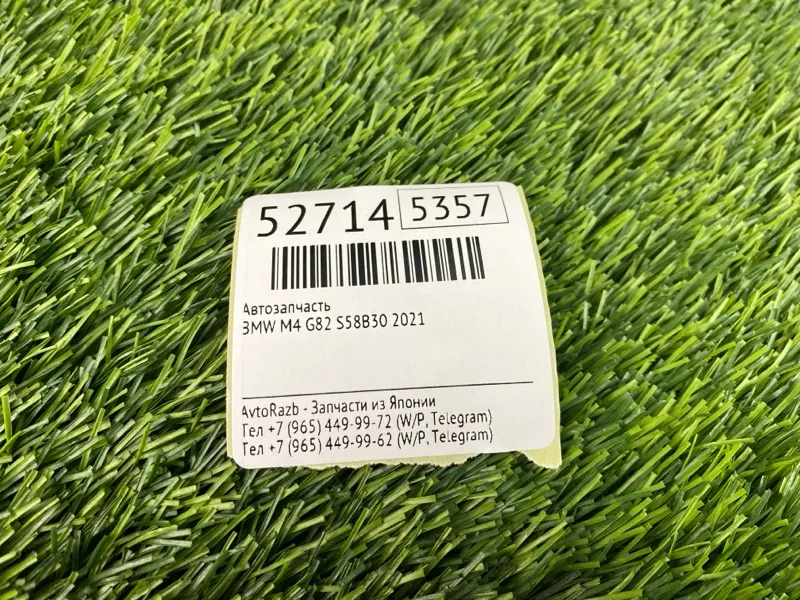 52714 5357
Автозапчасть
BMW M4 G82 S58B30 2021
AvtoRazb - Запчасти из Японии
Тел +7 (965) 449-99-72 (W/P, Telegram)
Тел +7 (965) 449-99-62 (W/P, Telegram)